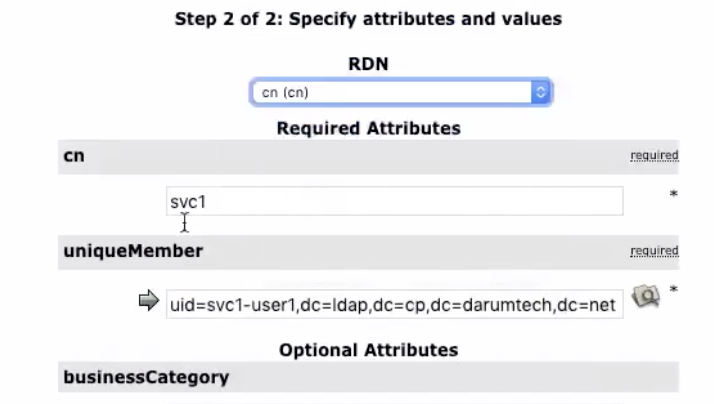 Step 2 of 2: Specify attributes and values
RDN
cn (cn)
Required Attributes
cn required
svc1 *
uniqueMember required
uid=svc1-user1,dc=ldap,dc=cp,dc=darumtech,dc=net *
Optional Attributes
businessCategory